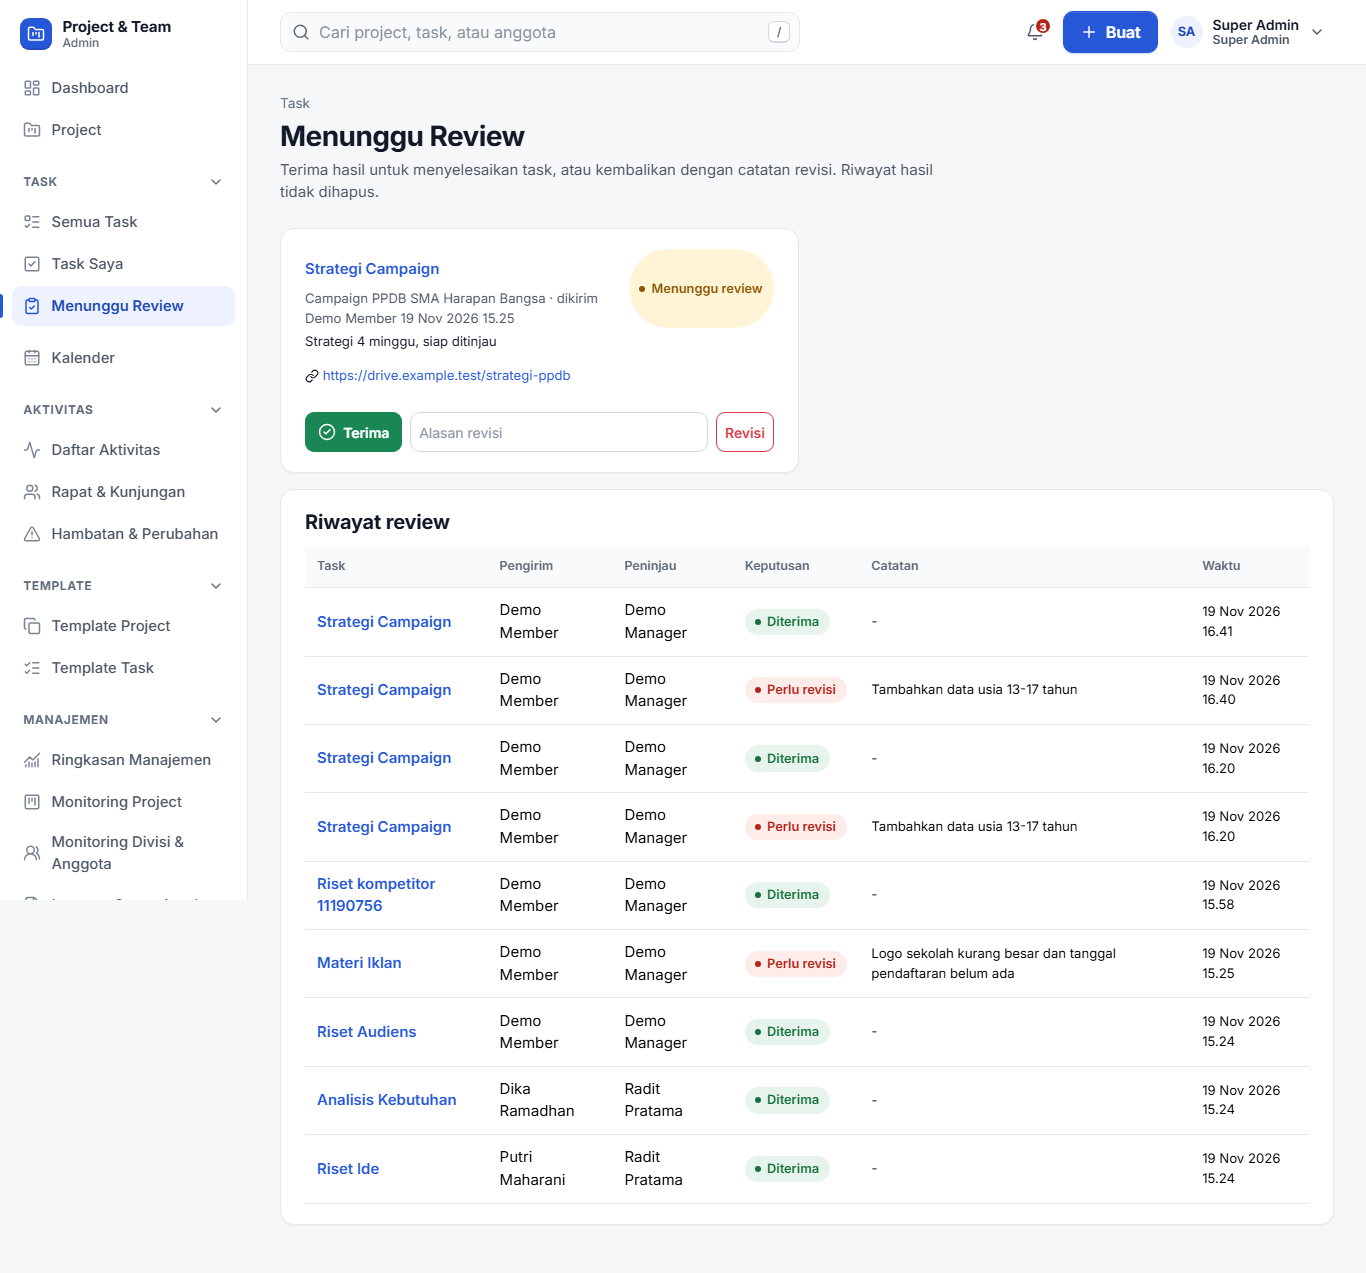 Project & Team
Admin
Cari project, task, atau anggota
/
3
Buat
SA
Super Admin
Super Admin
Dashboard
Project
TASK
Semua Task
Task Saya
Menunggu Review
Kalender
AKTIVITAS
Daftar Aktivitas
Rapat & Kunjungan
Hambatan & Perubahan
TEMPLATE
Template Project
Template Task
MANAJEMEN
Ringkasan Manajemen
Monitoring Project
Monitoring Divisi &
Anggota
Task
Menunggu Review
Terima hasil untuk menyelesaikan task, atau kembalikan dengan catatan revisi. Riwayat hasil
tidak dihapus.
Strategi Campaign
Menunggu review
Campaign PPDB SMA Harapan Bangsa · dikirim
Demo Member 19 Nov 2026 15.25
Strategi 4 minggu, siap ditinjau
https://drive.example.test/strategi-ppdb
Terima
Alasan revisi
Revisi
Riwayat review
Task Pengirim Peninjau Keputusan Catatan Waktu
Strategi Campaign Demo Member Demo Manager Diterima - 19 Nov 2026 16.41
Strategi Campaign Demo Member Demo Manager Perlu revisi Tambahkan data usia 13-17 tahun 19 Nov 2026 16.40
Strategi Campaign Demo Member Demo Manager Diterima - 19 Nov 2026 16.20
Strategi Campaign Demo Member Demo Manager Perlu revisi Tambahkan data usia 13-17 tahun 19 Nov 2026 16.20
Riset kompetitor 11190756 Demo Member Demo Manager Diterima - 19 Nov 2026 15.58
Materi Iklan Demo Member Demo Manager Perlu revisi Logo sekolah kurang besar dan tanggal pendaftaran belum ada 19 Nov 2026 15.25
Riset Audiens Demo Member Demo Manager Diterima - 19 Nov 2026 15.24
Analisis Kebutuhan Dika Ramadhan Radit Pratama Diterima - 19 Nov 2026 15.24
Riset Ide Putri Maharani Radit Pratama Diterima - 19 Nov 2026 15.24